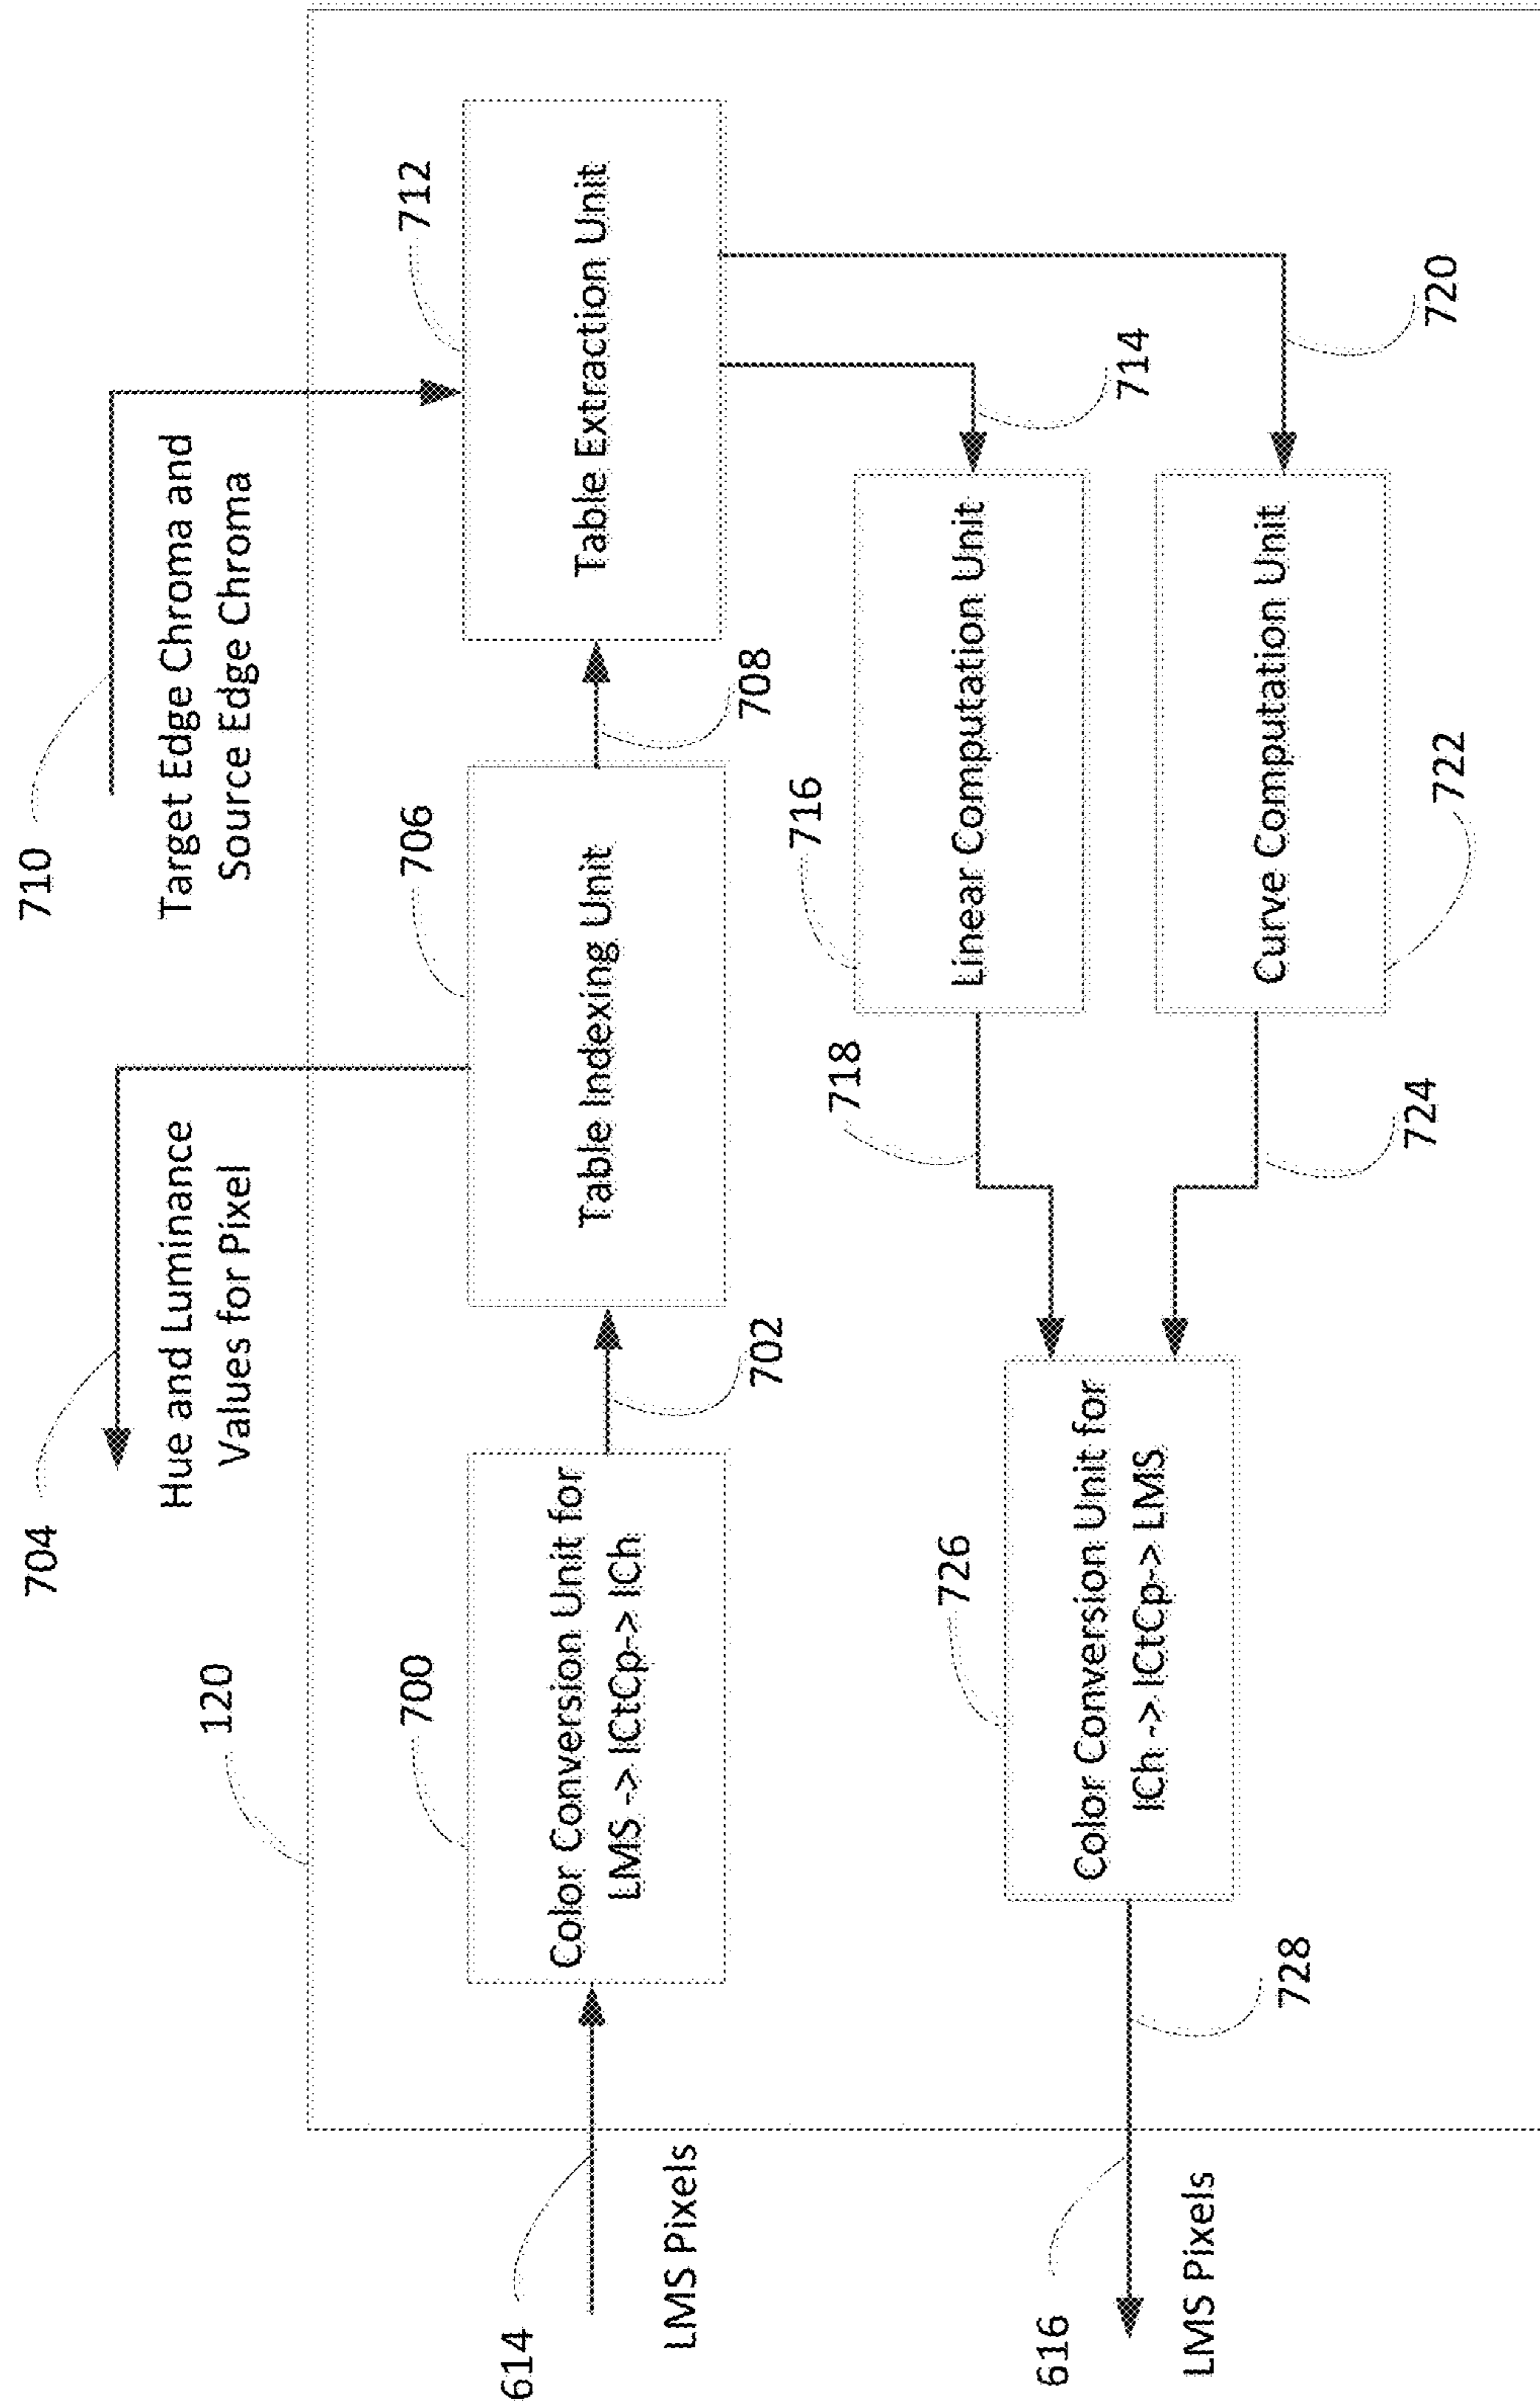 704
Hue and Luminance
Values for Pixel
710
Target Edge Chroma and
Source Edge Chroma
120
700
Color Conversion Unit for
LMS -> ICtCp-> ICh
702
706
Table Indexing Unit
708
712
Table Extraction Unit
614
LMS Pixels
726
Color Conversion Unit for
ICh -> ICtCp-> LMS
718
716
Linear Computation Unit
714
724
722
Curve Computation Unit
720
728
616
LMS Pixels